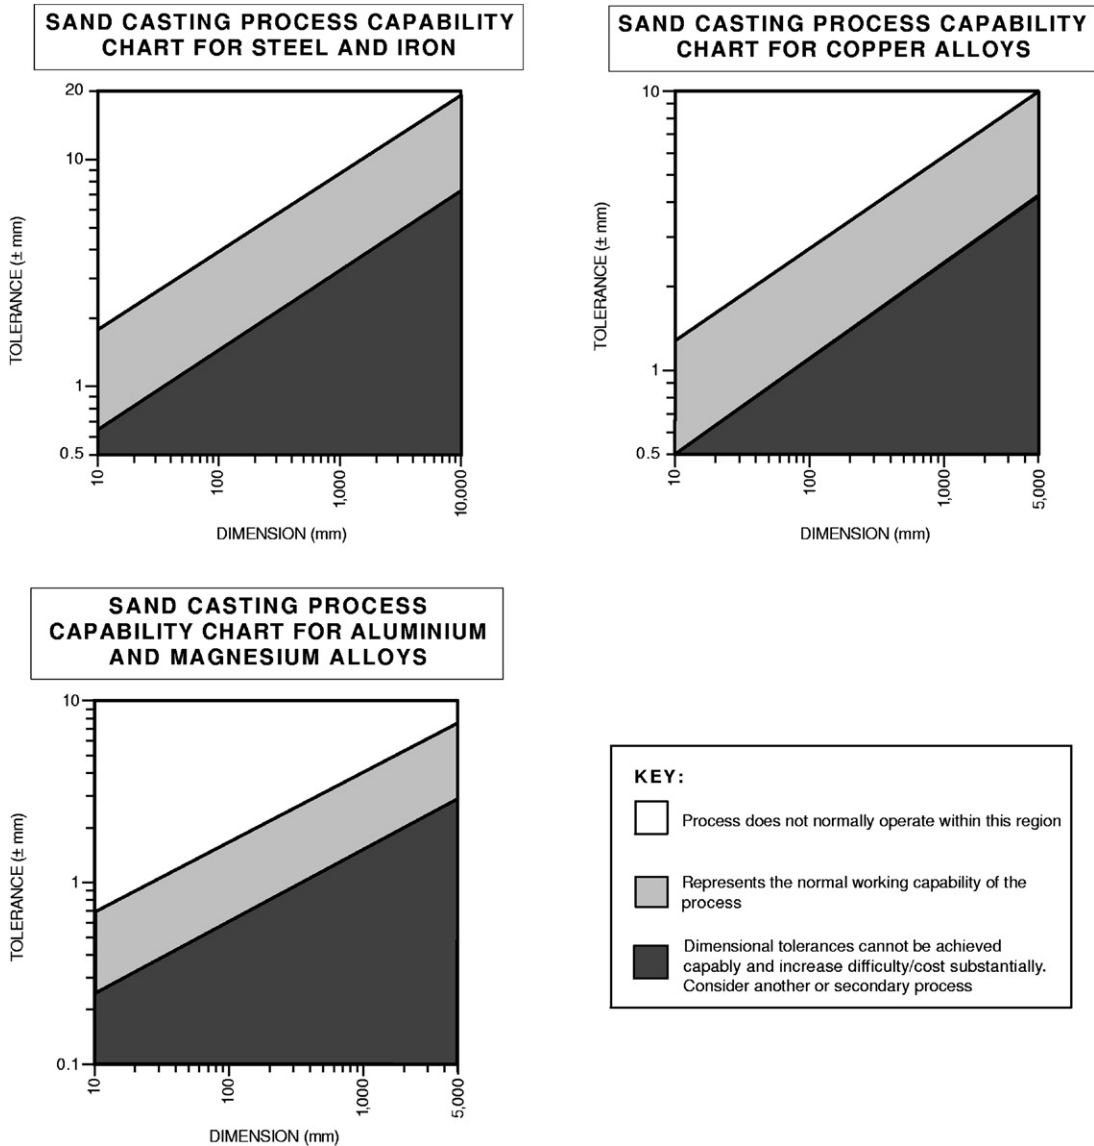 SAND CASTING PROCESS CAPABILITY
CHART FOR STEEL AND IRON
20
10
1
0.5
TOLERANCE (± mm)
10
100
1,000
10,000
DIMENSION (mm)
SAND CASTING PROCESS CAPABILITY
CHART FOR COPPER ALLOYS
10
1
0.5
TOLERANCE (± mm)
10
100
1,000
5,000
DIMENSION (mm)
SAND CASTING PROCESS
CAPABILITY CHART FOR ALUMINIUM
AND MAGNESIUM ALLOYS
10
1
0.1
TOLERANCE (± mm)
10
100
1,000
5,000
DIMENSION (mm)
KEY:
Process does not normally operate within this region
Represents the normal working capability of the
process
Dimensional tolerances cannot be achieved
capably and increase difficulty/cost substantially.
Consider another or secondary process